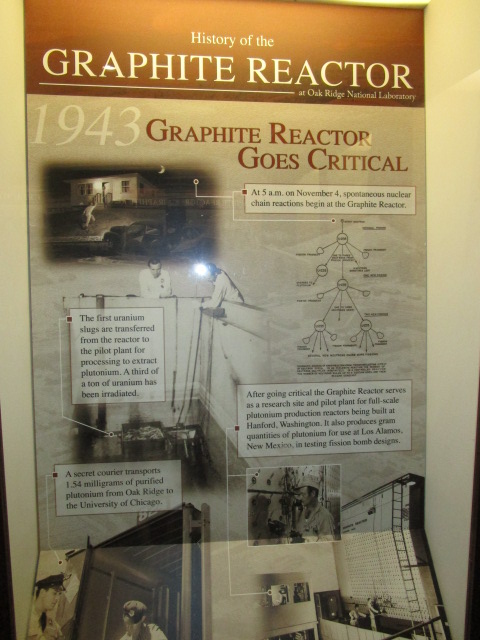 History of the
GRAPHITE REACTOR
at Oak Ridge National Laboratory
1943 GRAPHITE REACTOR
GOES CRITICAL
At 5 a.m. on November 4, spontaneous nuclear
chain reactions begin at the Graphite Reactor.
The first uranium
slugs are transferred
from the reactor to
the pilot plant for
processing to extract
plutonium. A third of
a ton of uranium has
been irradiated.
After going critical the Graphite Reactor serves
as a research site and pilot plant for full-scale
plutonium production reactors being built at
Hanford, Washington. It also produces gram
quantities of plutonium for use at Los Alamos,
New Mexico, in testing fission bomb designs.
A secret courier transports
1.54 milligrams of purified
plutonium from Oak Ridge to
the University of Chicago.